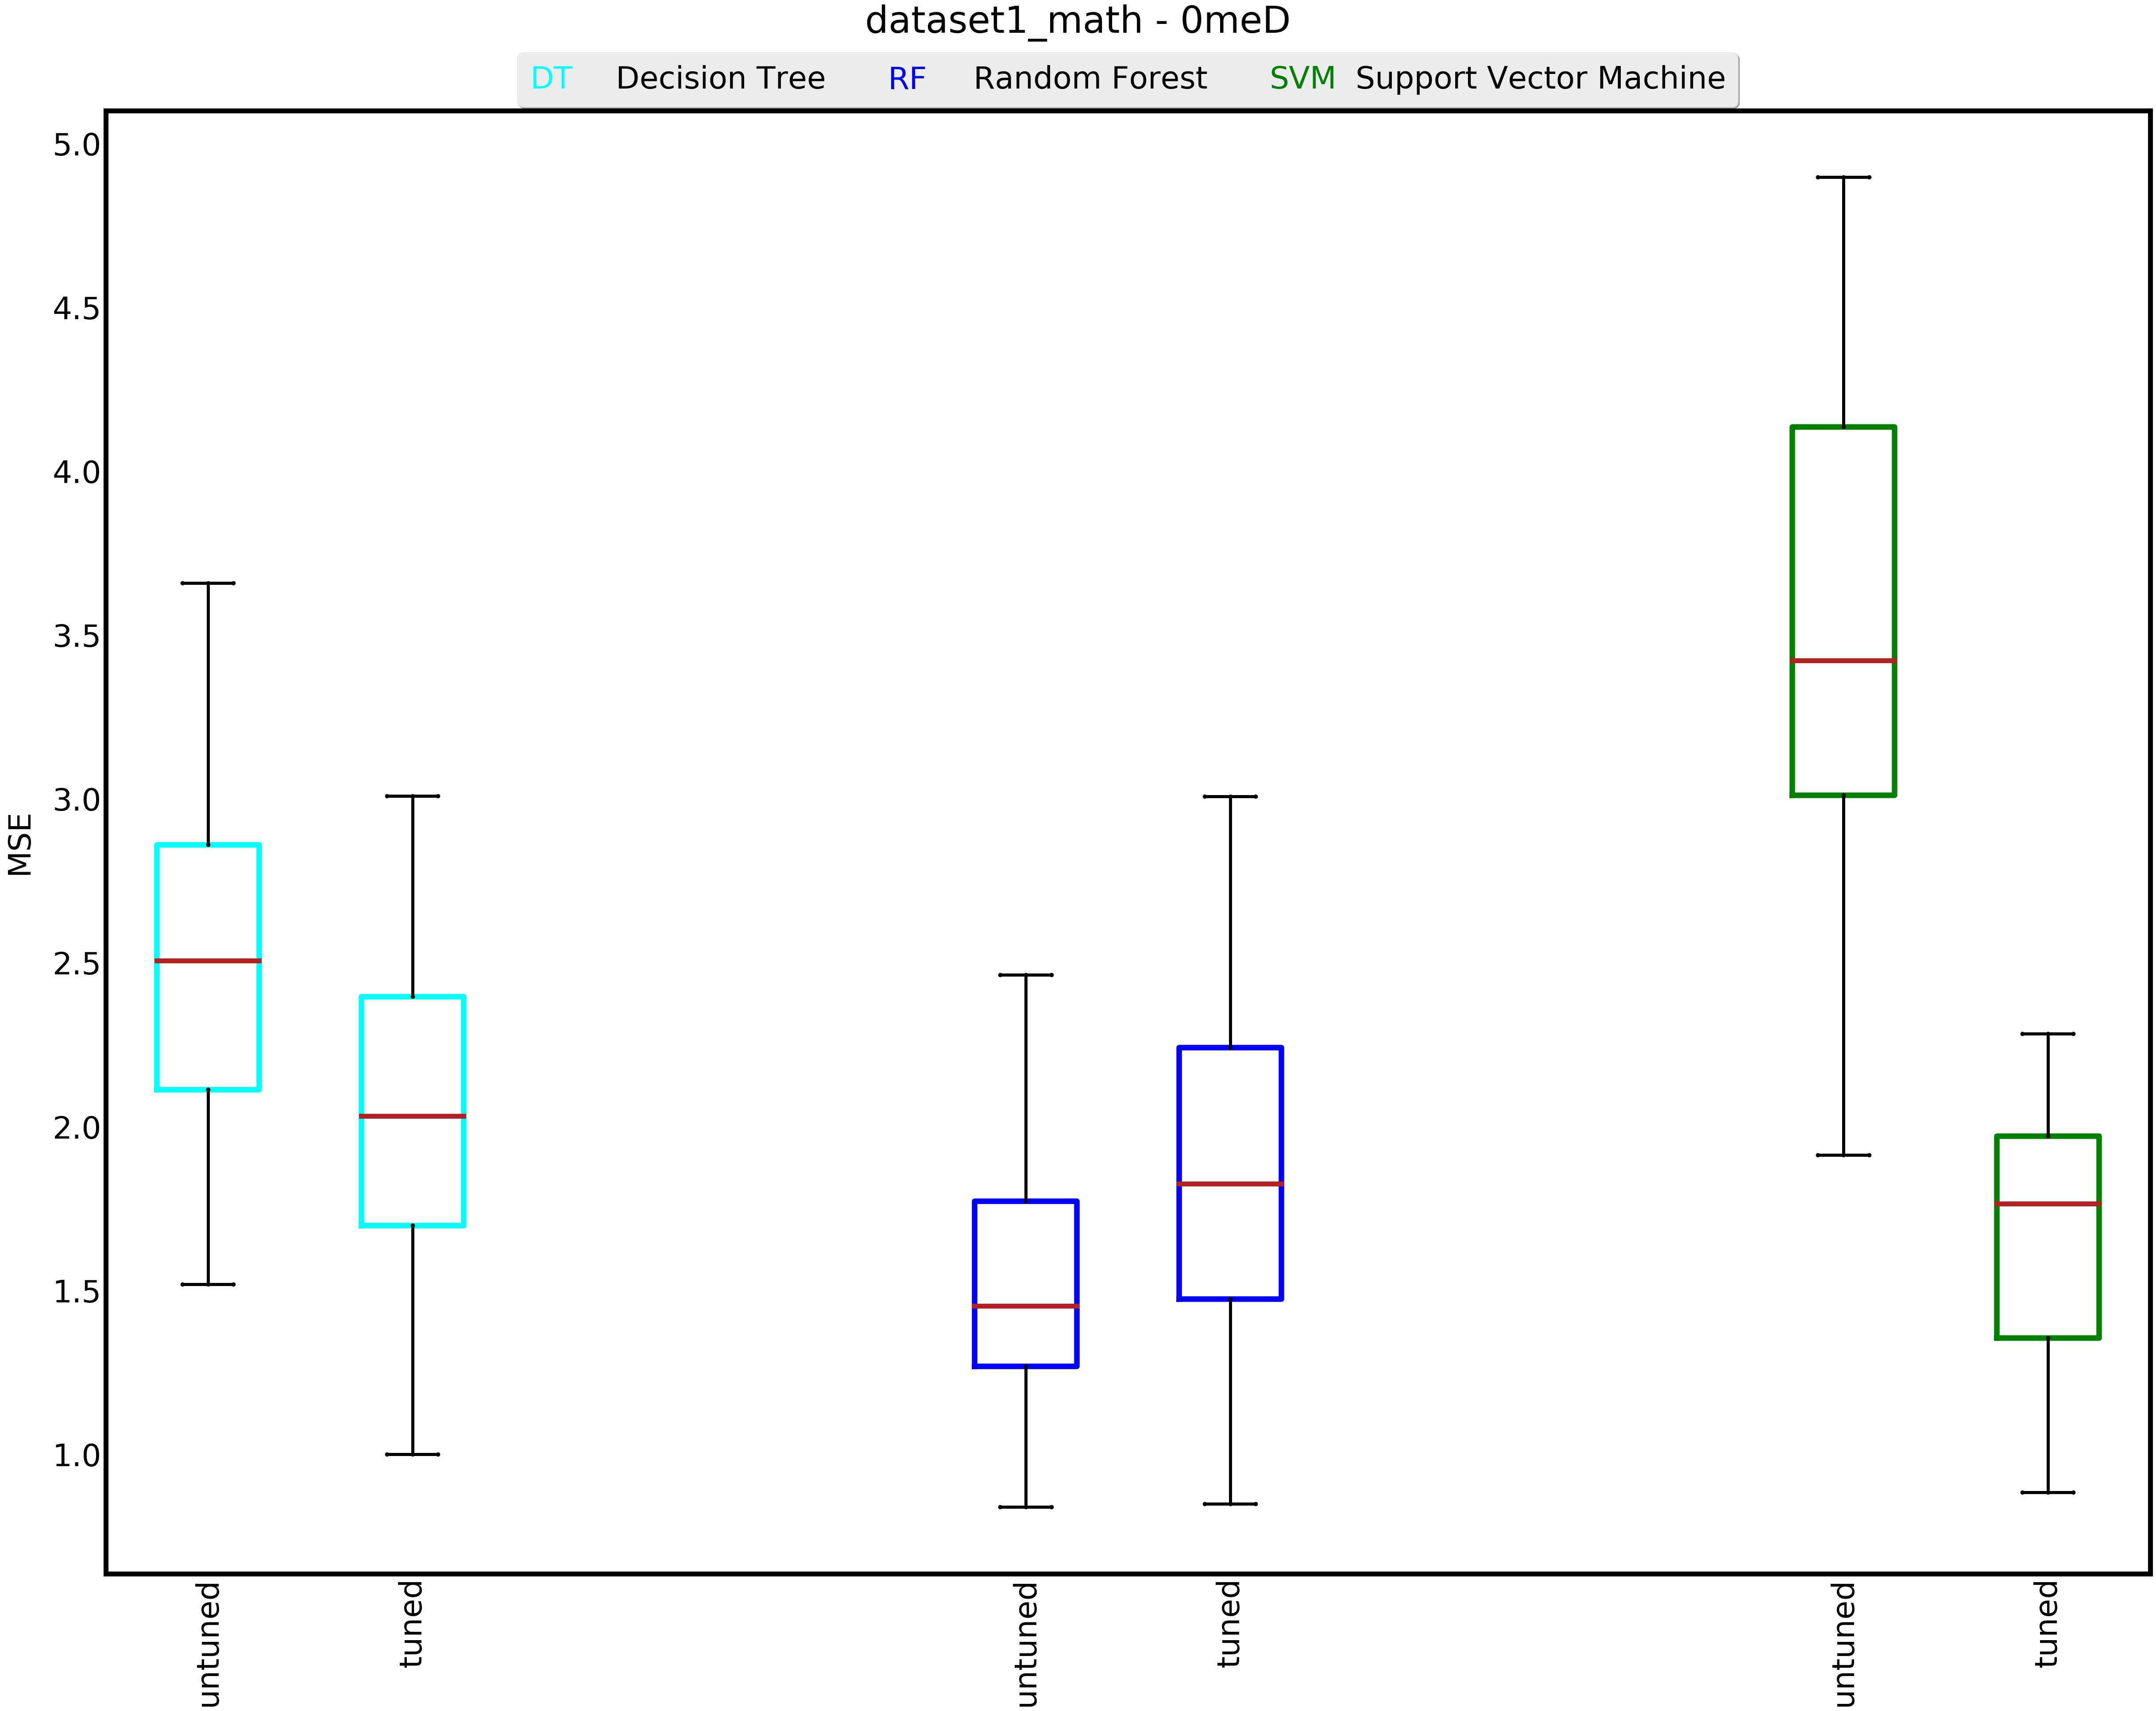 dataset1_math - 0meD
DT Decision Tree RF Random Forest SVM Support Vector Machine
5.0
4.5
4.0
3.5
3.0
2.5
2.0
1.5
1.0
MSE
untuned tuned untuned tuned untuned tuned